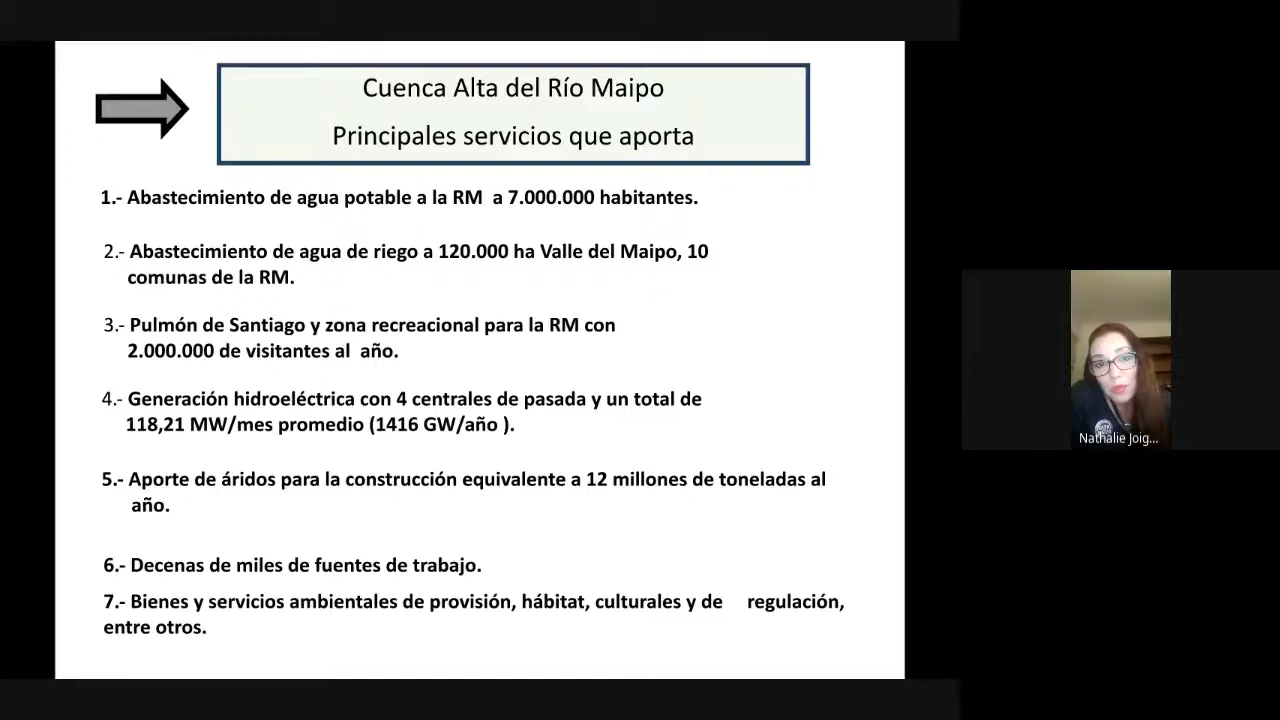 Cuenca Alta del Río Maipo
Principales servicios que aporta
1.- Abastecimiento de agua potable a la RM a 7.000.000 habitantes.
2.- Abastecimiento de agua de riego a 120.000 ha Valle del Maipo, 10
comunas de la RM.
3.- Pulmón de Santiago y zona recreacional para la RM con
2.000.000 de visitantes al año.
4.- Generación hidroeléctrica con 4 centrales de pasada y un total de
118,21 MW/mes promedio (1416 GW/año ).
5.- Aporte de áridos para la construcción equivalente a 12 millones de toneladas al
año.
6.- Decenas de miles de fuentes de trabajo.
7.- Bienes y servicios ambientales de provisión, hábitat, culturales y de regulación,
entre otros.
Nathalie Joig...